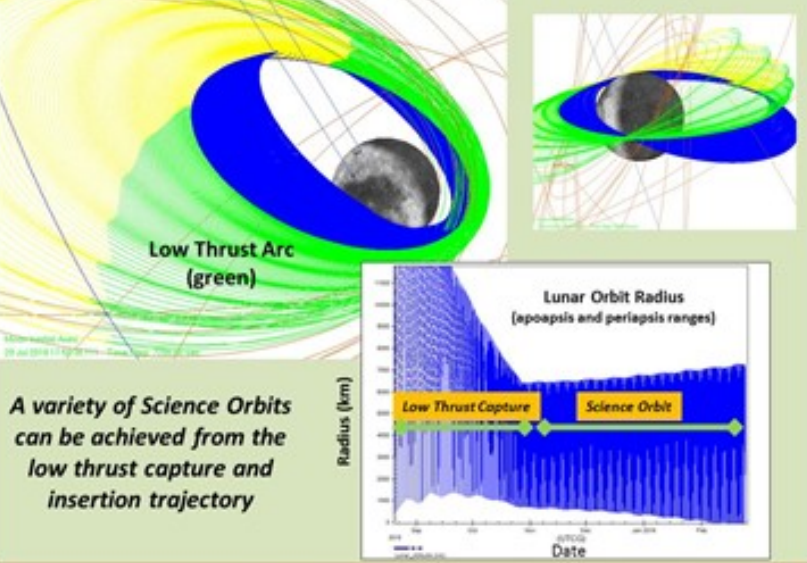 Low Thrust Arc
(green)
Lunar Orbit Radius
(apoapsis and periapsis ranges)
Radius (km)
Low Thrust Capture
Science Orbit
(UTCG)
Date
A variety of Science Orbits
can be achieved from the
low thrust capture and
insertion trajectory